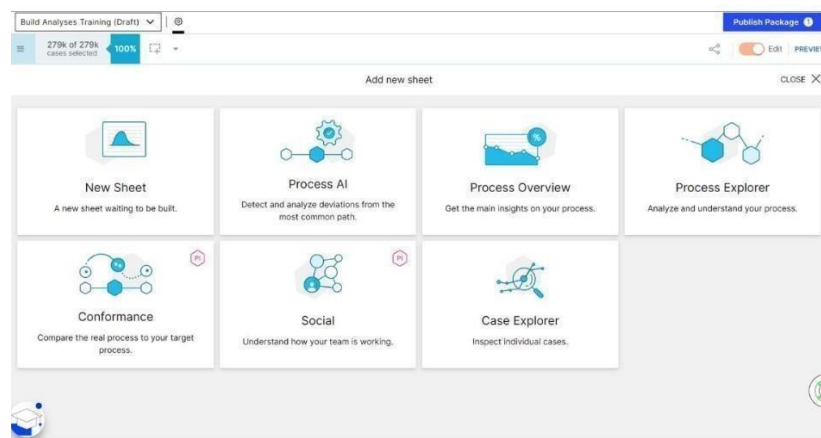 Build Analyses Training (Draft)
Publish Package 1
279k of 279k
cases selected
100%
Edit
PREVIE
Add new sheet
CLOSE
New Sheet
A new sheet waiting to be built.
Process AI
Detect and analyze deviations from the
most common path.
Process Overview
Get the main insights on your process.
Process Explorer
Analyze and understand your process.
PI
Conformance
Compare the real process to your target
process.
PI
Social
Understand how your team is working.
Case Explorer
Inspect individual cases.
%